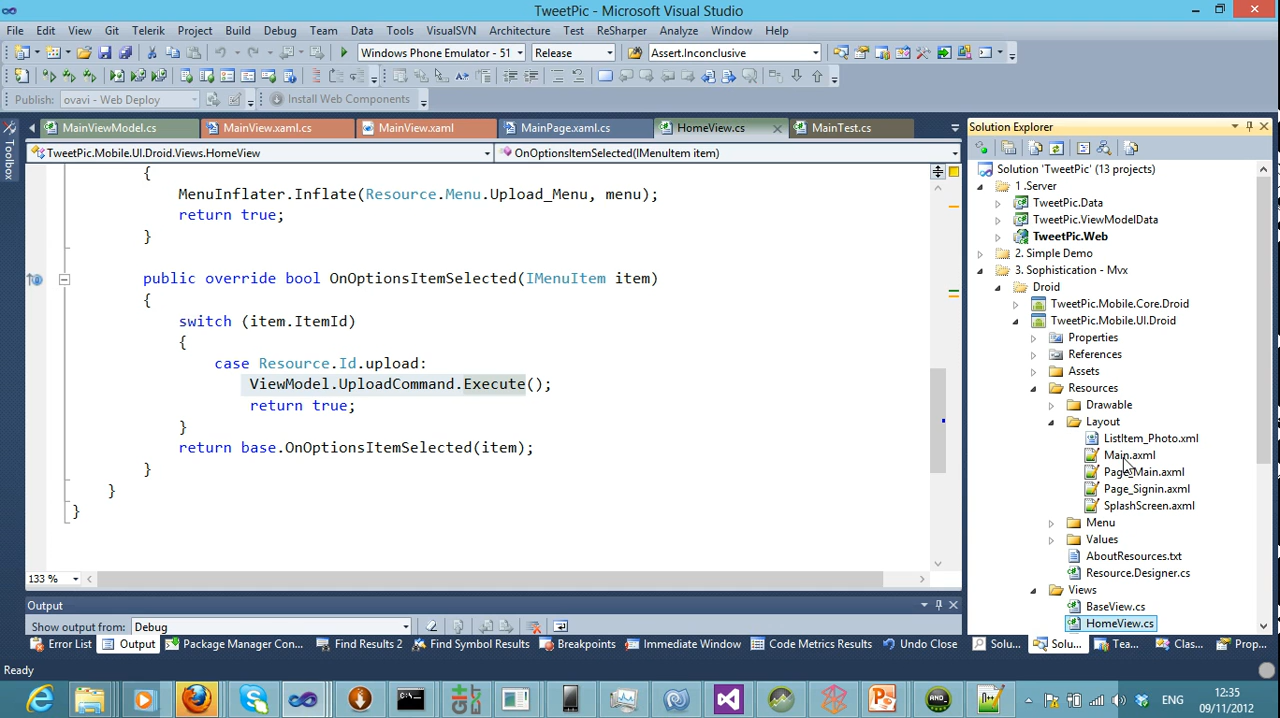 TweetPic - Microsoft Visual Studio
File Edit View Git Telerik Project Build Debug Team Data Tools VisualSVN Architecture Test ReSharper Analyze Window Help
Windows Phone Emulator - 51 Release Assert.Inconclusive
Publish: ovavi - Web Deploy Install Web Components
MainViewModel.cs MainView.xaml.cs MainView.xaml MainPage.xaml.cs HomeView.cs MainTest.cs
TweetPic.Mobile.UI.Droid.Views.HomeView OnOptionsItemSelected(IMenuItem item)
{
MenuInflater.Inflate(Resource.Menu.Upload_Menu, menu);
return true;
}
public override bool OnOptionsItemSelected(IMenuItem item)
{
switch (item.ItemId)
{
case Resource.Id.upload:
ViewModel.UploadCommand.Execute();
return true;
}
return base.OnOptionsItemSelected(item);
}
}
}
133 %
Output
Show output from: Debug
Error List Output Package Manager Con... Find Results 2 Find Symbol Results Breakpoints Immediate Window Code Metrics Results Undo Close
Toolbox
Solution Explorer
Solution 'TweetPic' (13 projects)
1 .Server
TweetPic.Data
TweetPic.ViewModelData
TweetPic.Web
2. Simple Demo
3. Sophistication - Mvx
Droid
TweetPic.Mobile.Core.Droid
TweetPic.Mobile.UI.Droid
Properties
References
Assets
Resources
Drawable
Layout
ListItem_Photo.xml
Main.axml
Page_Main.axml
Page_Signin.axml
SplashScreen.axml
Menu
Values
AboutResources.txt
Resource.Designer.cs
Views
BaseView.cs
HomeView.cs
Solu... Solu... Tea... Clas... Prop...
Ready
ENG
12:35
09/11/2012